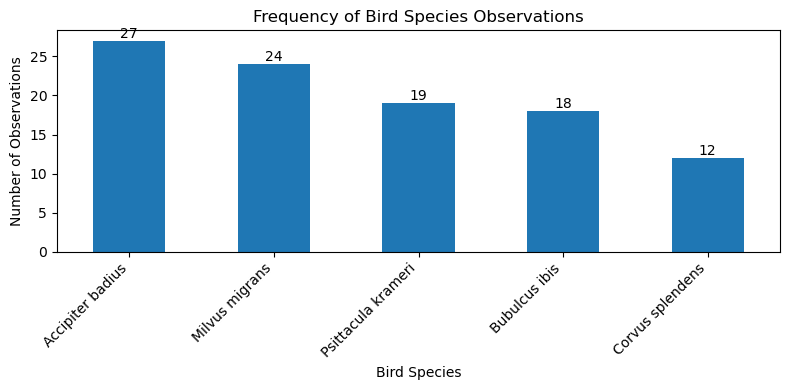 Frequency of Bird Species Observations
Number of Observations
25
20
15
10
5
0
27
24
19
18
12
Accipiter badius
Milvus migrans
Psittacula krameri
Bubulcus ibis
Corvus splendens
Bird Species